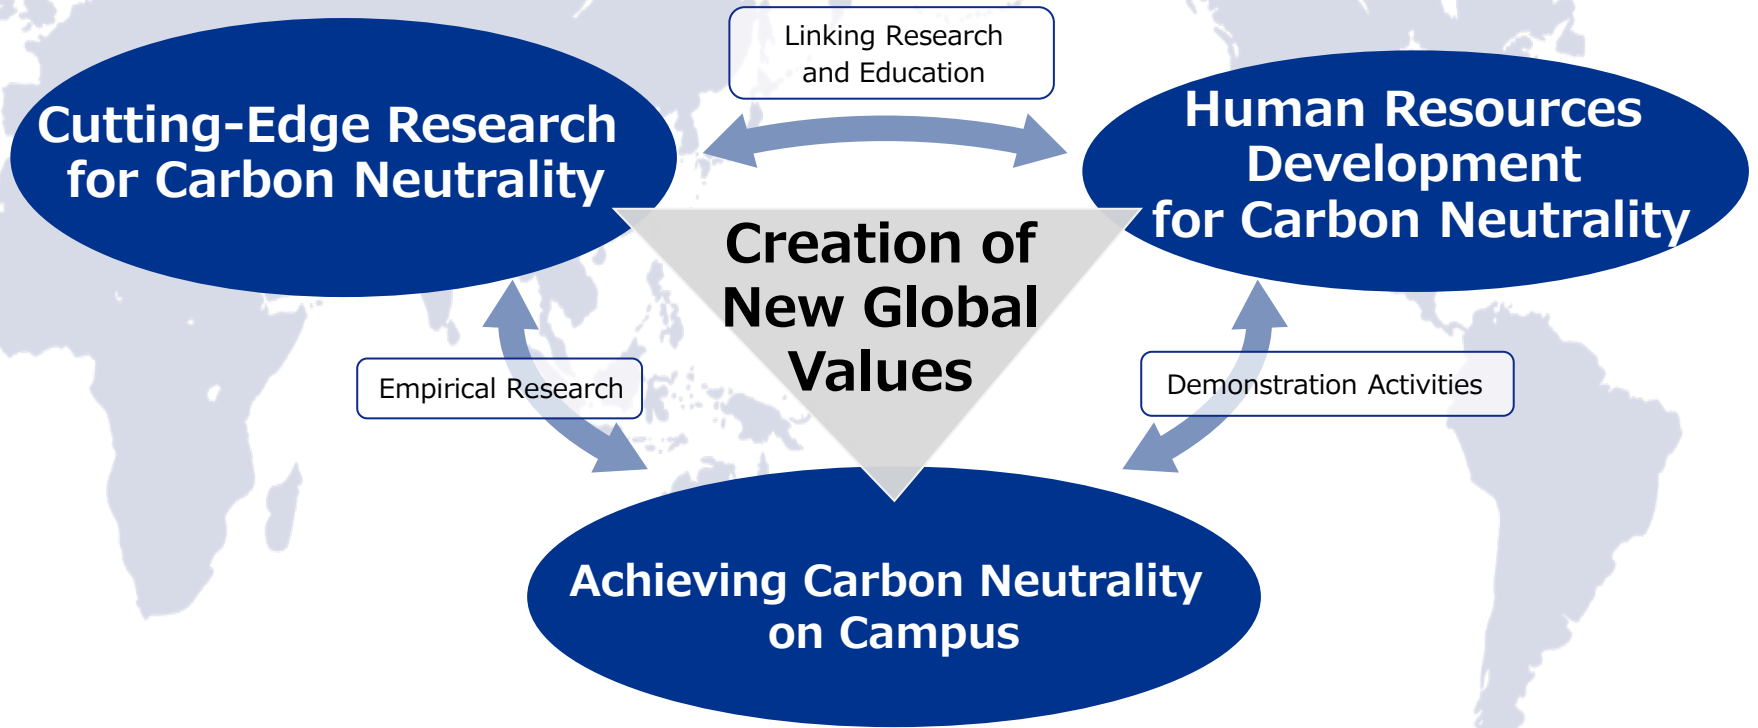 Linking Research
and Education
Cutting-Edge Research
for Carbon Neutrality
Human Resources
Development
for Carbon Neutrality
Creation of
New Global
Values
Empirical Research
Demonstration Activities
Achieving Carbon Neutrality
on Campus